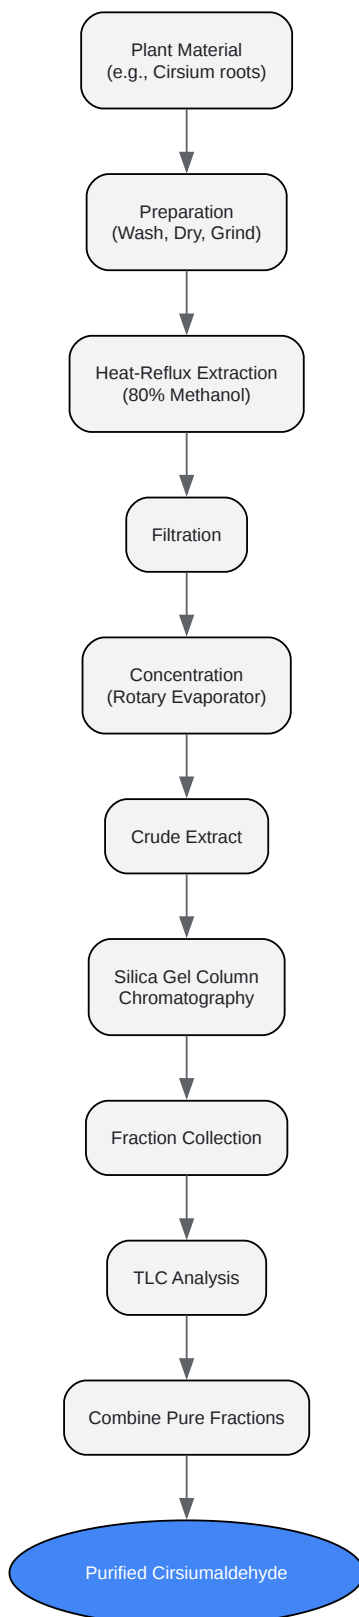 Plant Material
(e.g., Cirsium roots)
Preparation
(Wash, Dry, Grind)
Heat-Reflux Extraction
(80% Methanol)
Filtration
Concentration
(Rotary Evaporator)
Crude Extract
Silica Gel Column
Chromatography
Fraction Collection
TLC Analysis
Combine Pure Fractions
Purified Cirsiumaldehyde